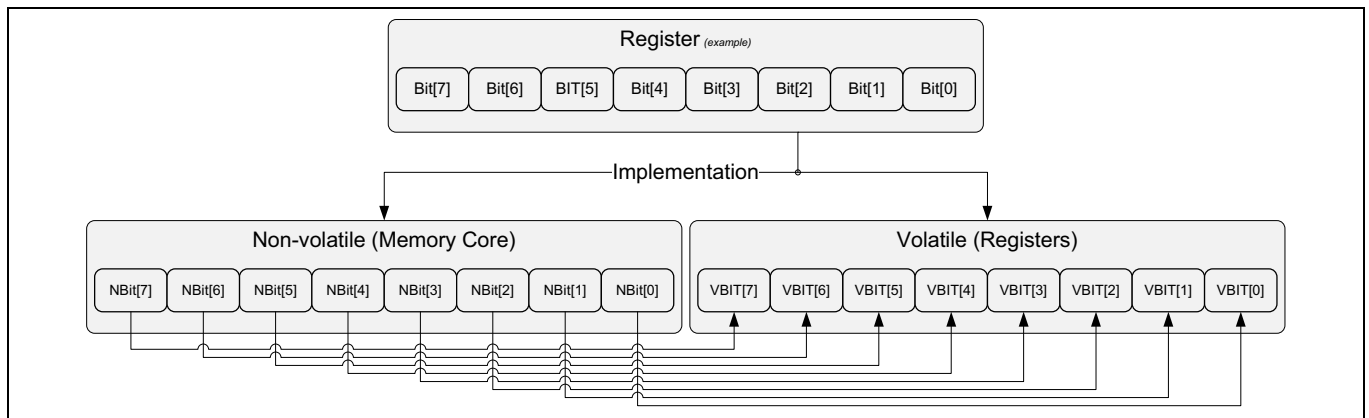 Register (example)
Bit[7] Bit[6] BIT[5] Bit[4] Bit[3] Bit[2] Bit[1] Bit[0]
Implementation
Non-volatile (Memory Core)
NBit[7] NBit[6] NBit[5] NBit[4] NBit[3] NBit[2] NBit[1] NBit[0]
Volatile (Registers)
VBIT[7] VBIT[6] VBIT[5] VBIT[4] VBIT[3] VBIT[2] VBIT[1] VBIT[0]